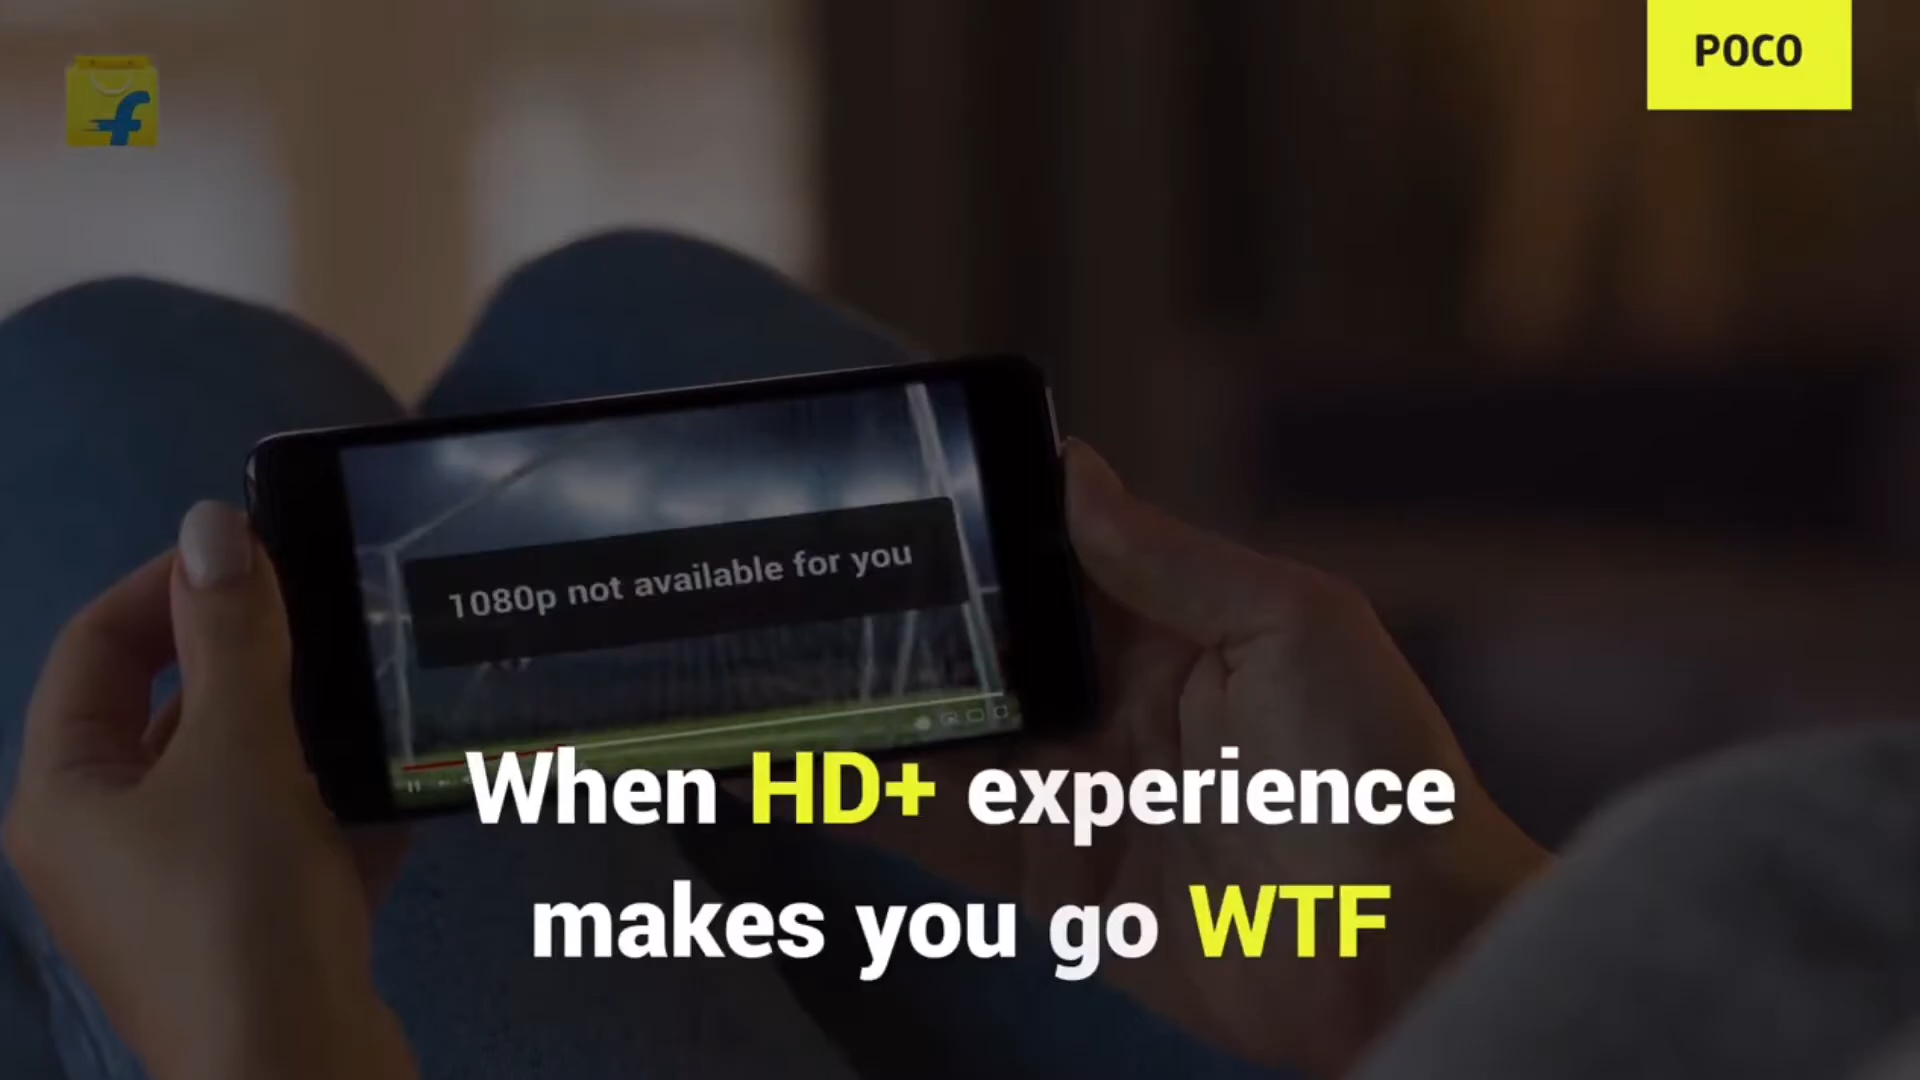 POCO
f
1080p not available for you
When HD+ experience
makes you go WTF